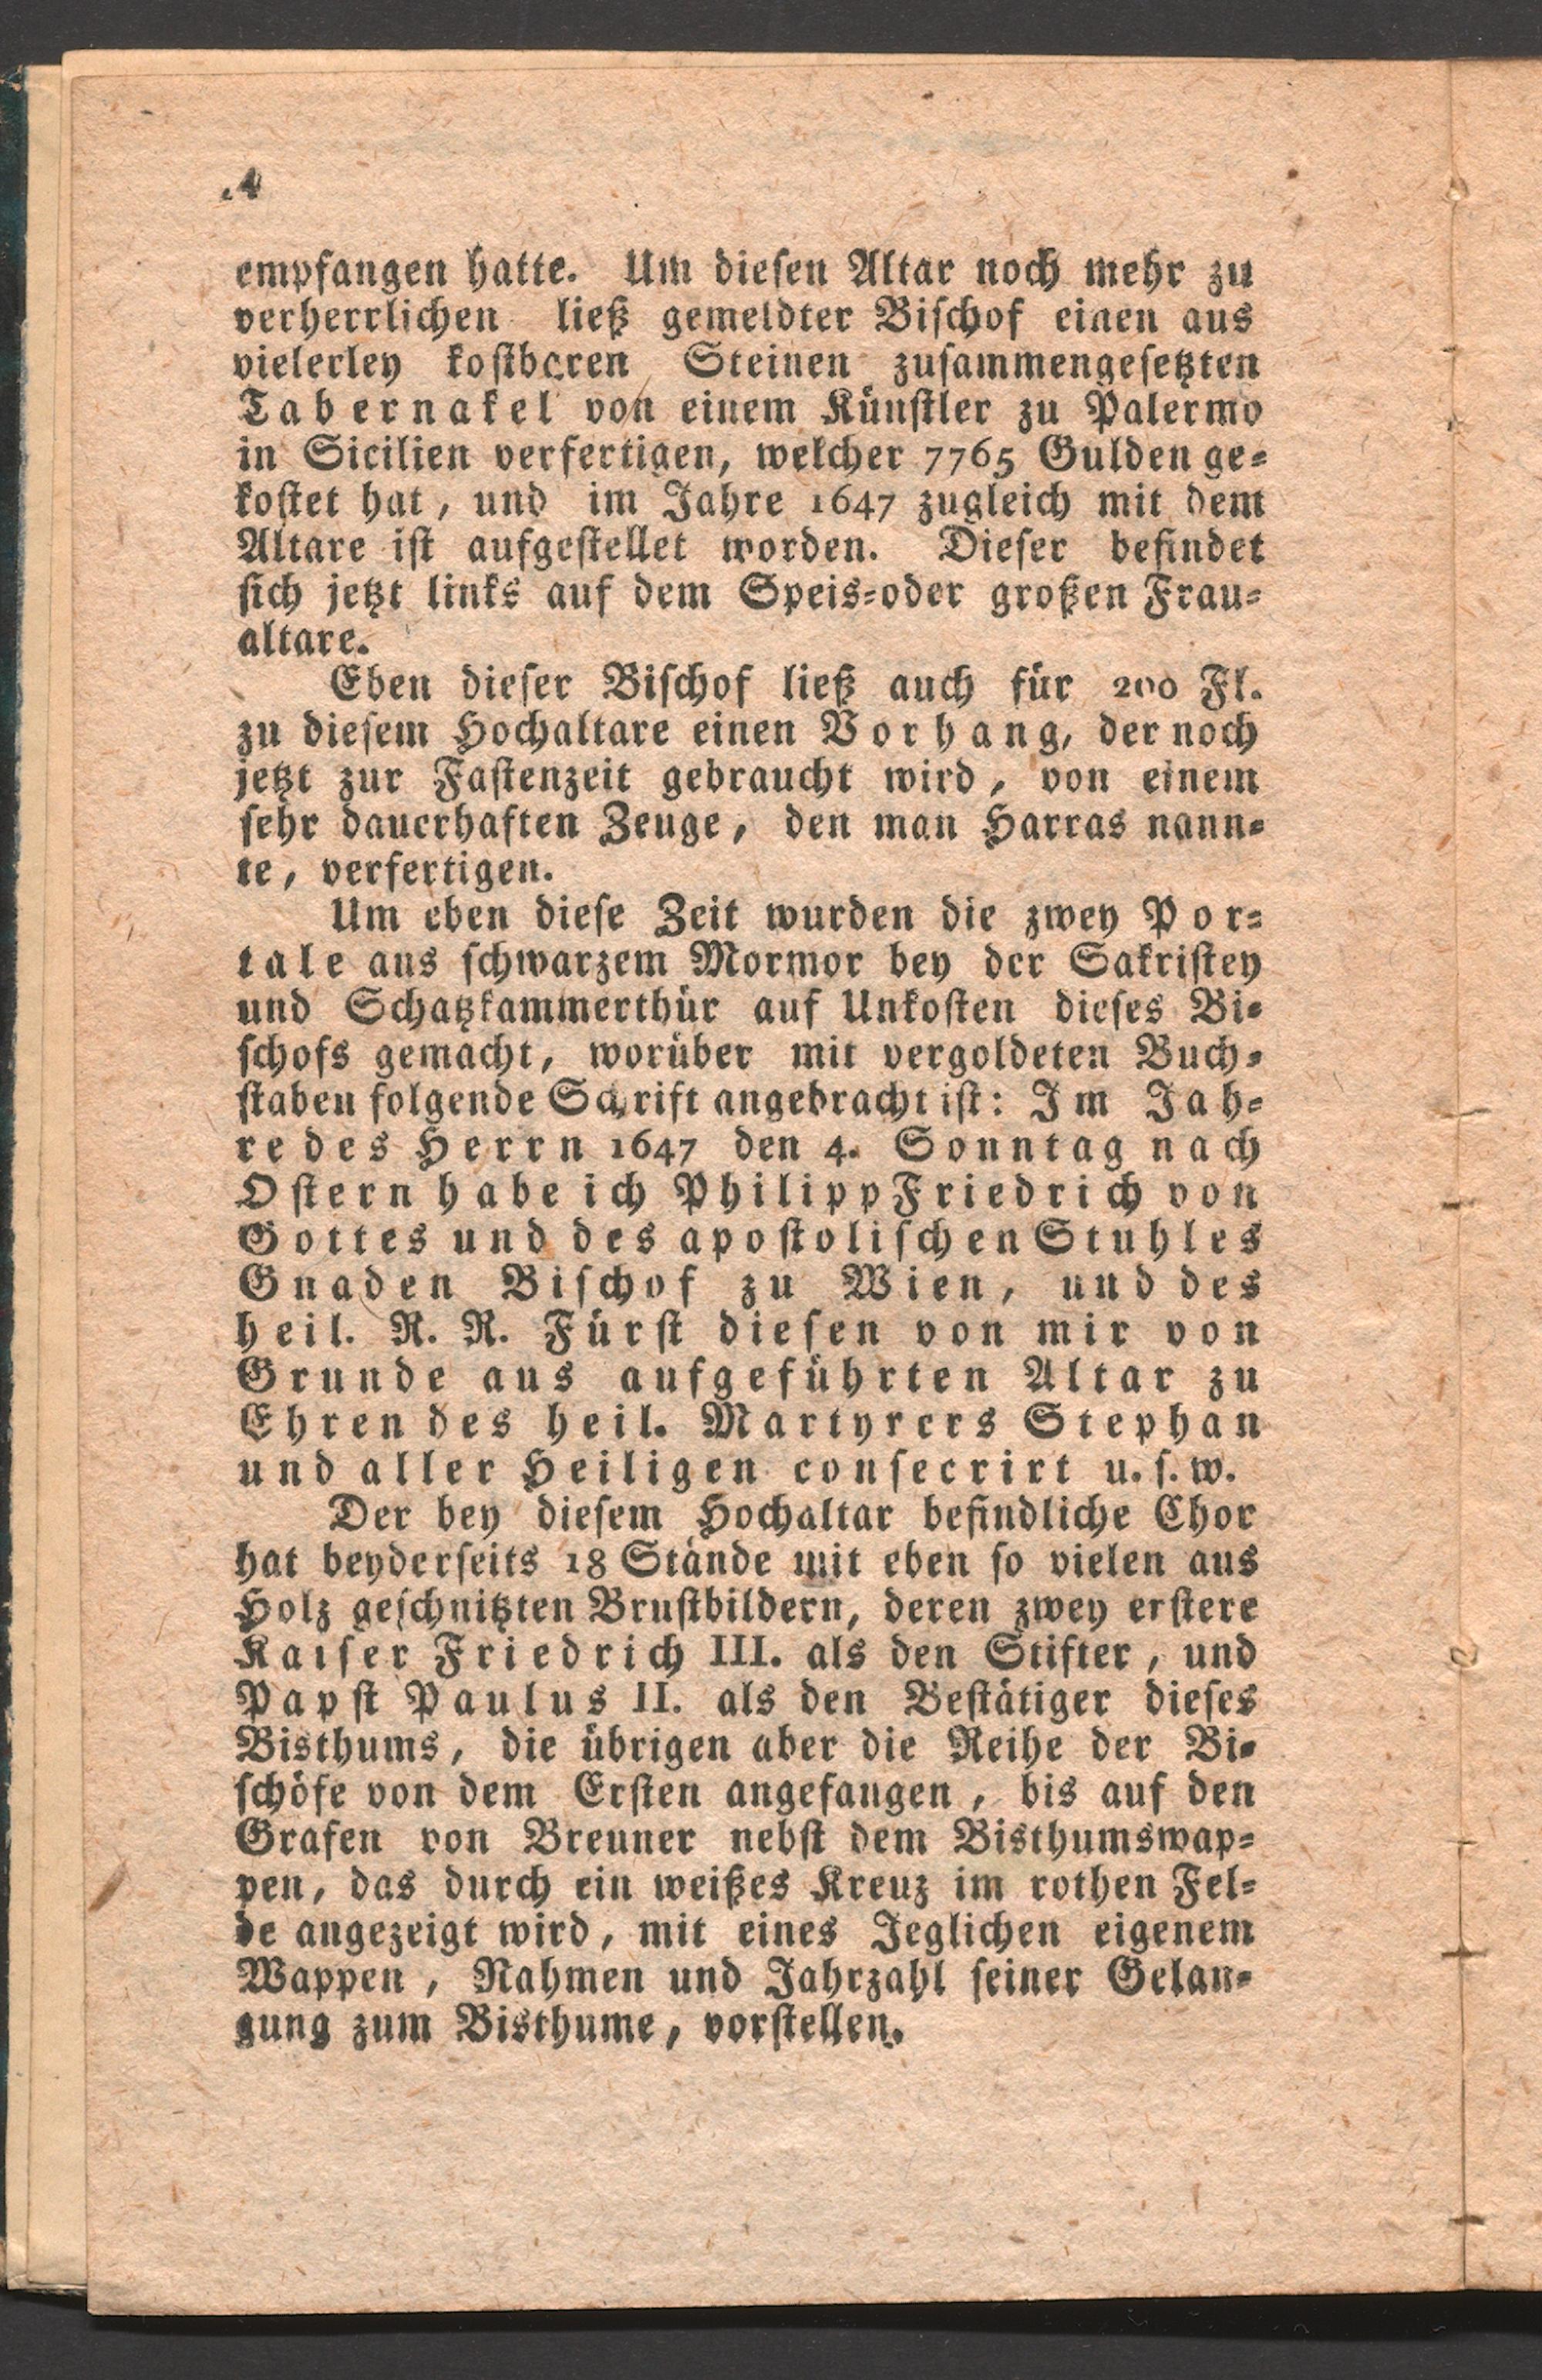 4
empfangen hatte. Um dieſen Altar noch mehr zu
verherrlichen ließ gemeldter Biſchof einen aus
vielerley koſtbaren Steinen zuſammengeſetzten
Tabernakel von einem Künſtler zu Palermo
in Sicilien verfertigen, welcher 7765 Gulden ge⸗
koſtet hat, und im Jahre 1647 zugleich mit dem
Altare iſt aufgeſtellet worden. Dieſer befindet
ſich jetzt links auf dem Speis⸗oder großen Frau⸗
altare.
Eben dieſer Biſchof ließ auch für 200 Fl.
zu dieſem Hochaltare einen Vorhang, der noch
jetzt zur Faſtenzeit gebraucht wird, von einem
ſehr dauerhaften Zeuge, den man Harras nann⸗
te, verfertigen.
Um eben dieſe Zeit wurden die zwey Por⸗
tale aus ſchwarzem Mormor bey der Sakriſtey
und Schatzkammerthür auf Unkoſten dieſes Bi⸗
ſchofs gemacht, worüber mit vergoldeten Buch⸗
ſtaben folgende Schrift angebracht iſt: Im Jah⸗
re des Herrn 1647 den 4. Sonntag nach
Oſtern habe ich Philipp Friedrich von
Gottes und des apoſtoliſchen Stuhles
Gnaden Biſchof zu Wien, und des
heil. R. R. Fürſt dieſen von mir von
Grunde aus aufgeführten Altar zu
Ehren des heil. Martyrers Stephan
und aller Heiligen conſecrirt u. ſ. w.
Der bey dieſem Hochaltar befindliche Chor
hat beyderſeits 18 Stände mit eben ſo vielen aus
Holz geſchnitzten Bruſtbildern, deren zwey erſtere
Kaiſer Friedrich III. als den Stifter, und
Papſt Paulus II. als den Beſtätiger dieſes
Bisthums, die übrigen aber die Reihe der Bi⸗
ſchöfe von dem Erſten angefangen, bis auf den
Grafen von Breuner nebſt dem Bisthumswap⸗
pen, das durch ein weißes Kreuz im rothen Fel⸗
de angezeigt wird, mit eines Jeglichen eigenem
Wappen, Nahmen und Jahrzahl ſeiner Gelan⸗
gung zum Bisthume, vorſtellen.